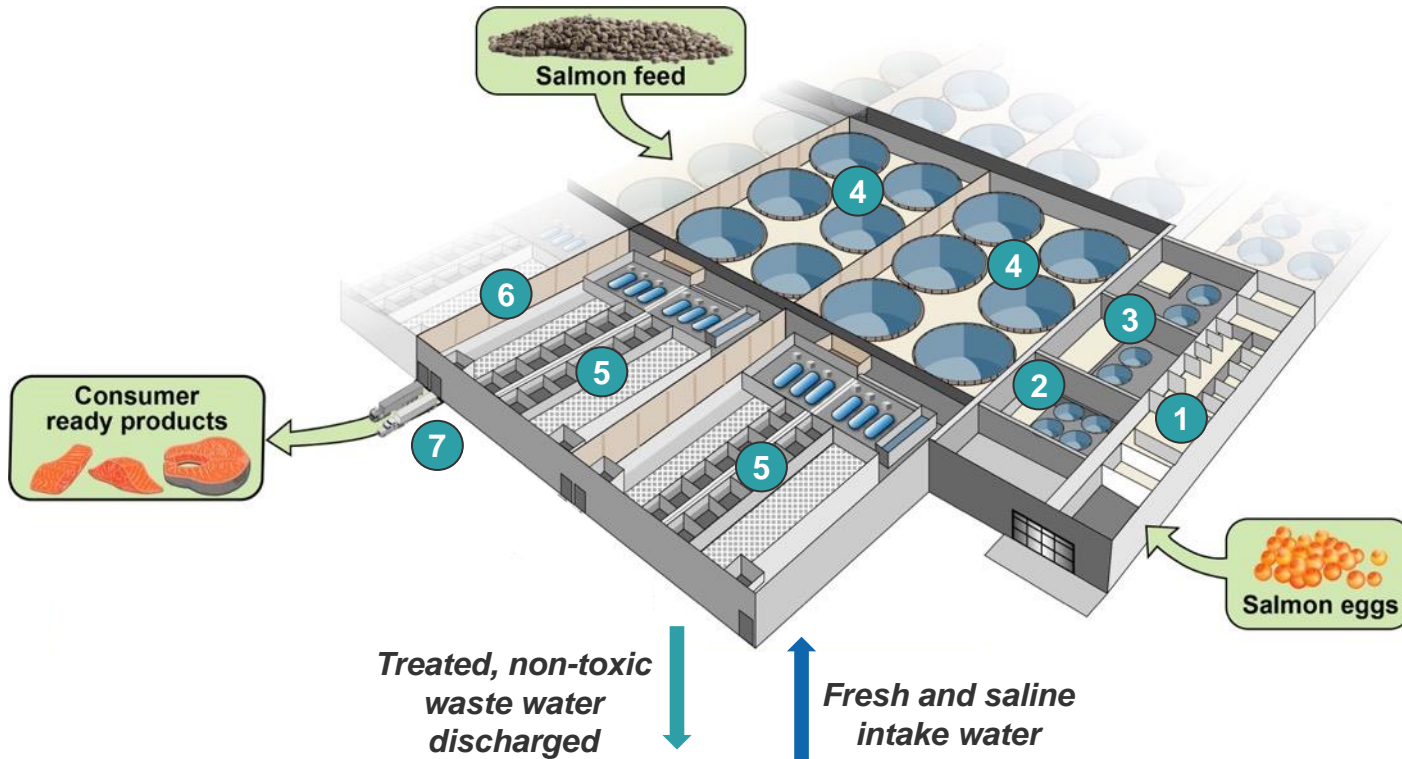 Salmon feed
4
4
6
3
5
2
1
Consumer
ready products
7
5
Salmon eggs
Treated, non-toxic
waste water
discharged
Fresh and saline
intake water